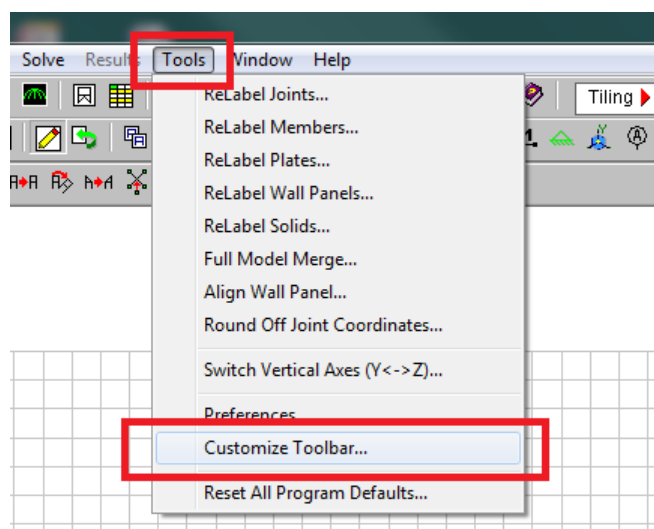 Solve Results Tools Window Help
Tiling
ReLabel Joints...
ReLabel Members...
ReLabel Plates...
ReLabel Wall Panels...
ReLabel Solids...
Full Model Merge...
Align Wall Panel...
Round Off Joint Coordinates...
Switch Vertical Axes (Y<->Z)...
Preferences
Customize Toolbar...
Reset All Program Defaults...